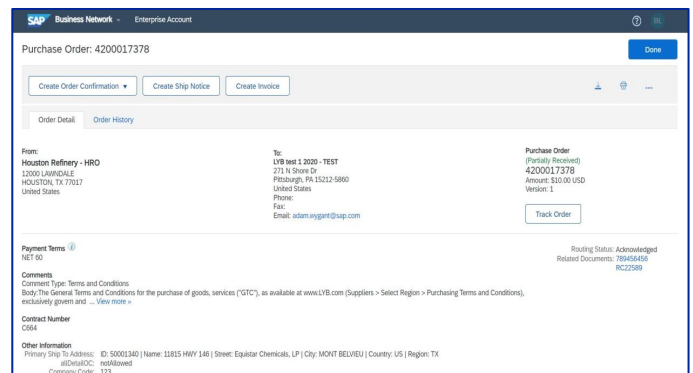 SAP Business Network Enterprise Account ? BL
Purchase Order: 4200017378 Done
Create Order Confirmation ▼ Create Ship Notice Create Invoice ...
Order Detail Order History
From:
Houston Refinery - HRO
12000 LAWNDALE
HOUSTON, TX 77017
United States
To:
LYB test 1 2020 - TEST
271 N Shore Dr
Pittsburgh, PA 15212-5860
United States
Phone:
Fax:
Email: adam.wygant@sap.com
Purchase Order
(Partially Received)
4200017378
Amount: $10.00 USD
Version: 1
Track Order
Payment Terms i
NET 60
Routing Status: Acknowledged
Related Documents: 789456456
RC22589
Comments
Comment Type: Terms and Conditions
Body:The General Terms and Conditions for the purchase of goods, services ("GTC"), as available at www.LYB.com (Suppliers > Select Region > Purchasing Terms and Conditions),
exclusively govern and ... View more »
Contract Number
C664
Other Information
Primary Ship To Address: ID: 50001340 | Name: 11815 HWY 146 | Street: Equistar Chemicals, LP | City: MONT BELVIEU | Country: US | Region: TX
allDetailOC: notAllowed
Company Code: 123